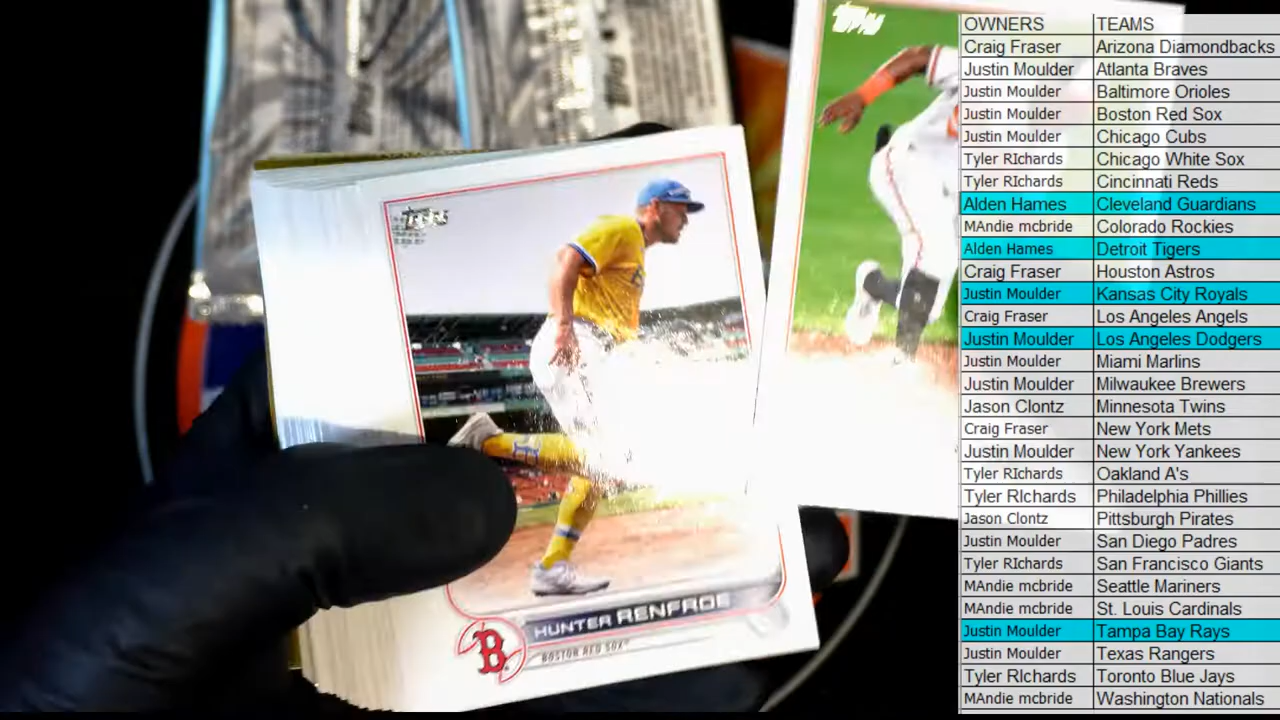 Topps
HUNTER RENFROE
B
BOSTON RED SOX
Topps
OWNERS TEAMS
Craig Fraser Arizona Diamondbacks
Justin Moulder Atlanta Braves
Justin Moulder Baltimore Orioles
Justin Moulder Boston Red Sox
Justin Moulder Chicago Cubs
Tyler RIchards Chicago White Sox
Tyler RIchards Cincinnati Reds
Alden Hames Cleveland Guardians
MAndie mcbride Colorado Rockies
Alden Hames Detroit Tigers
Craig Fraser Houston Astros
Justin Moulder Kansas City Royals
Craig Fraser Los Angeles Angels
Justin Moulder Los Angeles Dodgers
Justin Moulder Miami Marlins
Justin Moulder Milwaukee Brewers
Jason Clontz Minnesota Twins
Craig Fraser New York Mets
Justin Moulder New York Yankees
Tyler RIchards Oakland A's
Tyler RIchards Philadelphia Phillies
Jason Clontz Pittsburgh Pirates
Justin Moulder San Diego Padres
Tyler RIchards San Francisco Giants
MAndie mcbride Seattle Mariners
MAndie mcbride St. Louis Cardinals
Justin Moulder Tampa Bay Rays
Justin Moulder Texas Rangers
Tyler RIchards Toronto Blue Jays
MAndie mcbride Washington Nationals